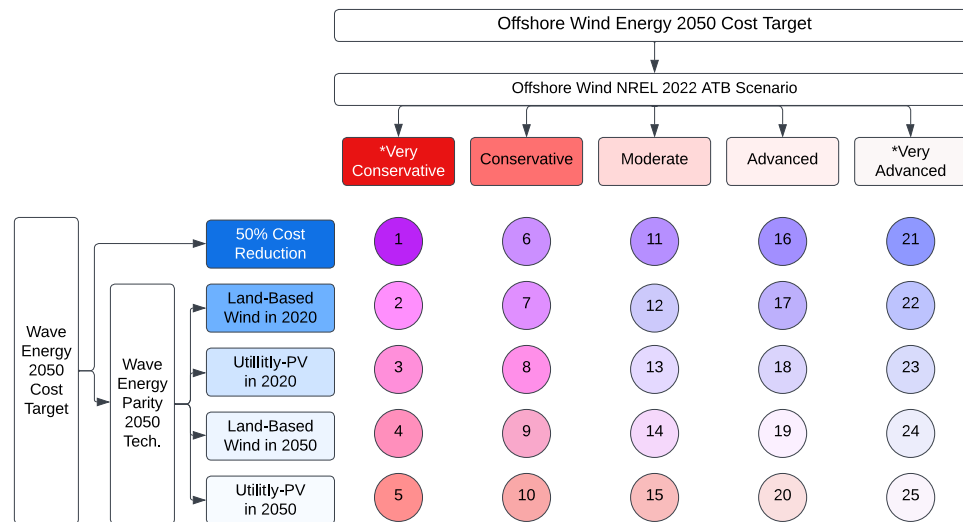 Offshore Wind Energy 2050 Cost Target
Offshore Wind NREL 2022 ATB Scenario
*Very
Conservative
Conservative
Moderate
Advanced
*Very
Advanced
Wave
Energy
2050
Cost
Target
Wave
Energy
Parity
2050
Tech.
50% Cost
Reduction
1 6 11 16 21
Land-Based
Wind in 2020
2 7 12 17 22
Utillitly-PV
in 2020
3 8 13 18 23
Land-Based
Wind in 2050
4 9 14 19 24
Utillitly-PV
in 2050
5 10 15 20 25